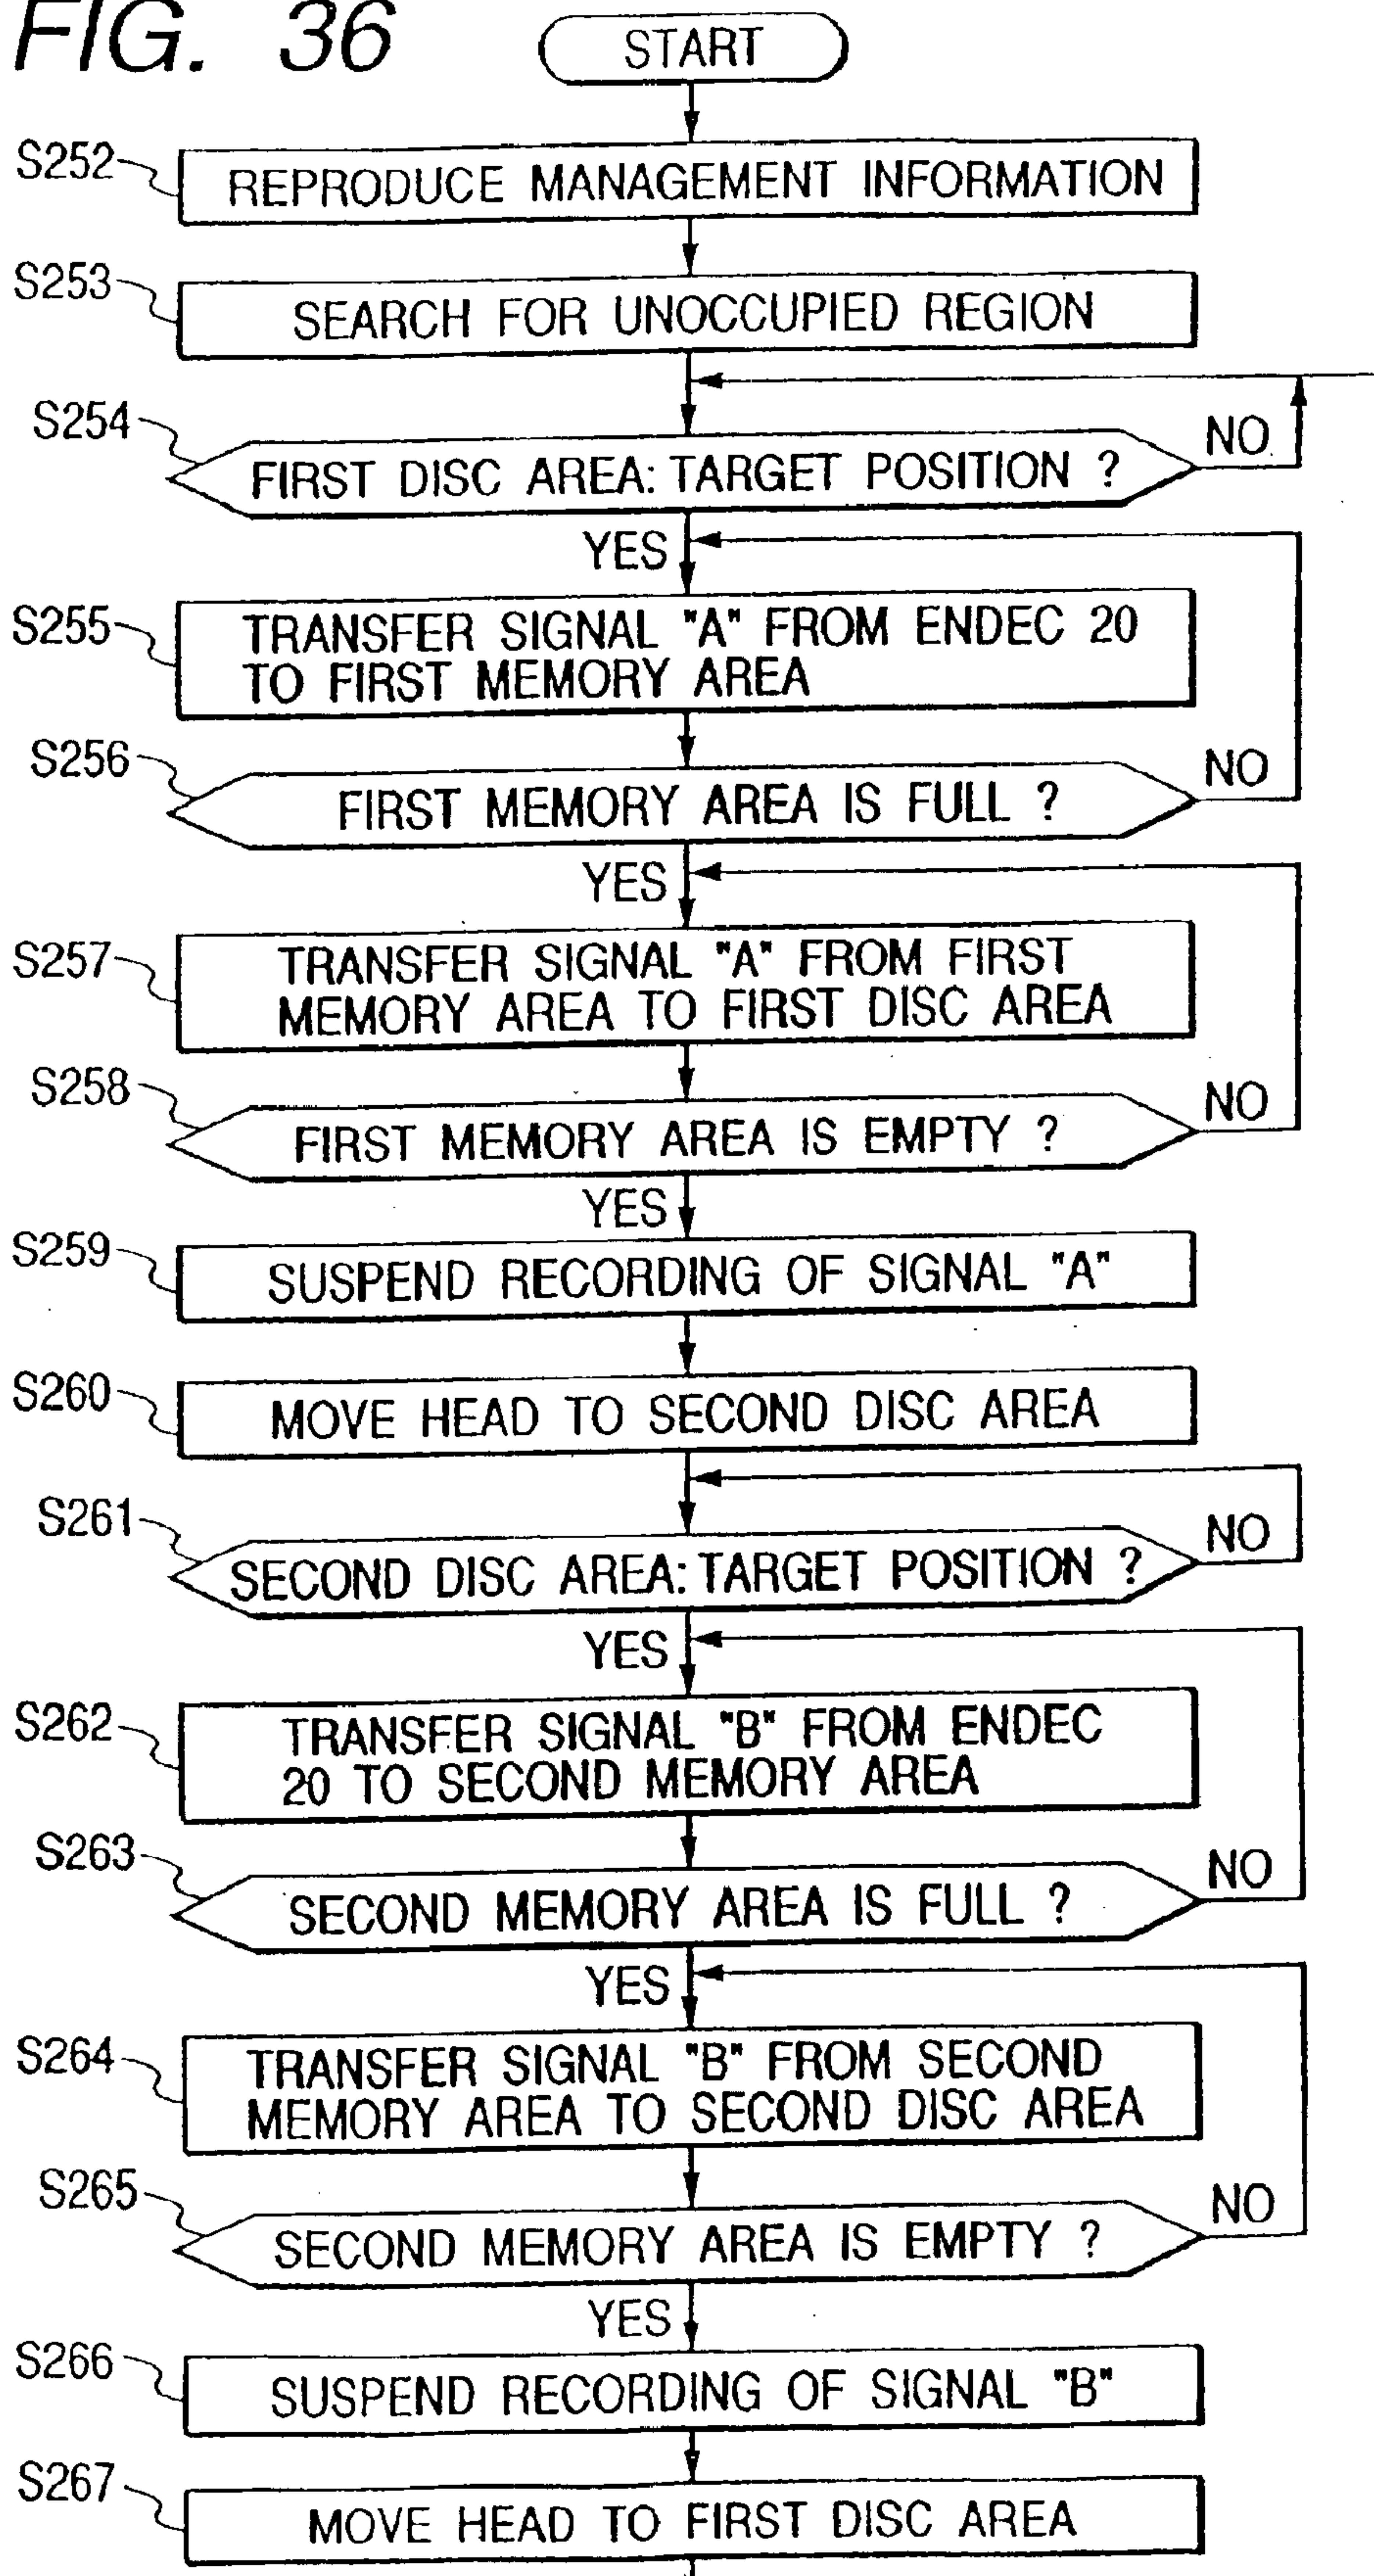 FIG. 36
START
S252
REPRODUCE MANAGEMENT INFORMATION
S253
SEARCH FOR UNOCCUPIED REGION
S254
FIRST DISC AREA: TARGET POSITION ?
NO
YES
S255
TRANSFER SIGNAL "A" FROM ENDEC 20
TO FIRST MEMORY AREA
S256
FIRST MEMORY AREA IS FULL ?
NO
YES
S257
TRANSFER SIGNAL "A" FROM FIRST
MEMORY AREA TO FIRST DISC AREA
S258
FIRST MEMORY AREA IS EMPTY ?
NO
YES
S259
SUSPEND RECORDING OF SIGNAL "A"
S260
MOVE HEAD TO SECOND DISC AREA
S261
SECOND DISC AREA: TARGET POSITION ?
NO
YES
S262
TRANSFER SIGNAL "B" FROM ENDEC
20 TO SECOND MEMORY AREA
S263
SECOND MEMORY AREA IS FULL ?
NO
YES
S264
TRANSFER SIGNAL "B" FROM SECOND
MEMORY AREA TO SECOND DISC AREA
S265
SECOND MEMORY AREA IS EMPTY ?
NO
YES
S266
SUSPEND RECORDING OF SIGNAL "B"
S267
MOVE HEAD TO FIRST DISC AREA